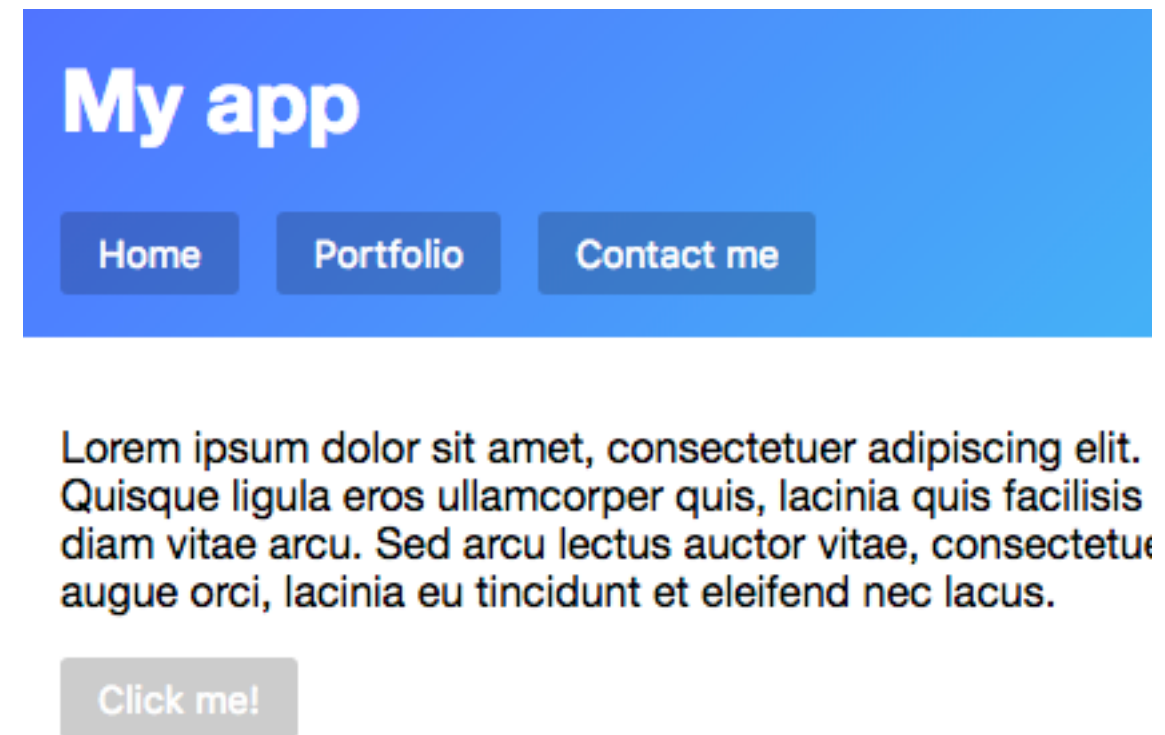 My app
Home Portfolio Contact me
Lorem ipsum dolor sit amet, consectetuer adipiscing elit.
Quisque ligula eros ullamcorper quis, lacinia quis facilisis
diam vitae arcu. Sed arcu lectus auctor vitae, consectetue
augue orci, lacinia eu tincidunt et eleifend nec lacus.
Click me!